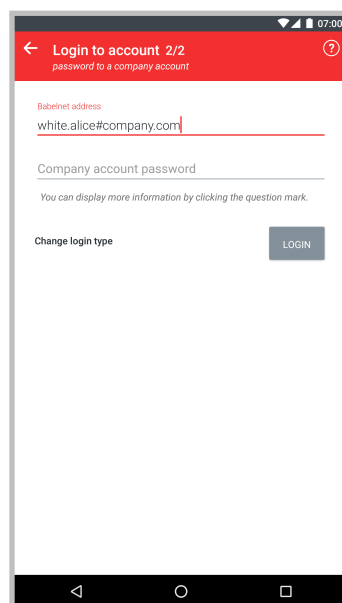 07:00
Login to account 2/2
?
password to a company account
Babelnet address
white.alice#company.com
Company account password
You can display more information by clicking the question mark.
Change login type
LOGIN